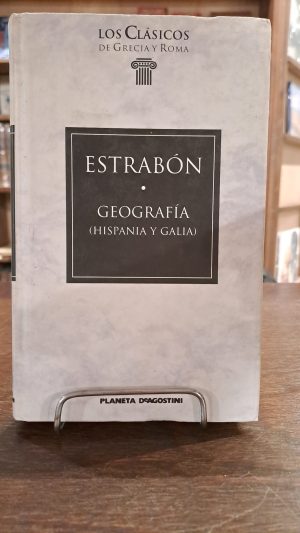 LOS CLÁSICOS
DE GRECIA Y ROMA
ESTRABÓN
•
GEOGRAFÍA
(HISPANIA Y GALIA)
PLANETA DEAGOSTINI